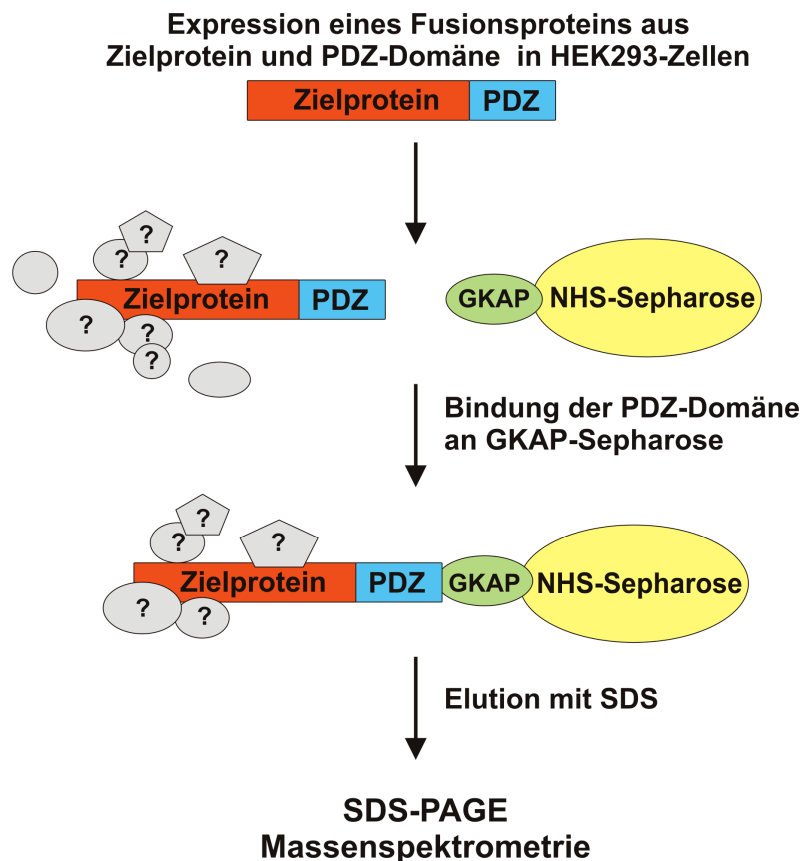 Expression eines Fusionsproteins aus
Zielprotein und PDZ-Domäne in HEK293-Zellen
Zielprotein PDZ
?
? ?
Zielprotein PDZ GKAP NHS-Sepharose
? ?
?
Bindung der PDZ-Domäne
an GKAP-Sepharose
?
? ?
Zielprotein PDZ GKAP NHS-Sepharose
? ?
Elution mit SDS
SDS-PAGE
Massenspektrometrie